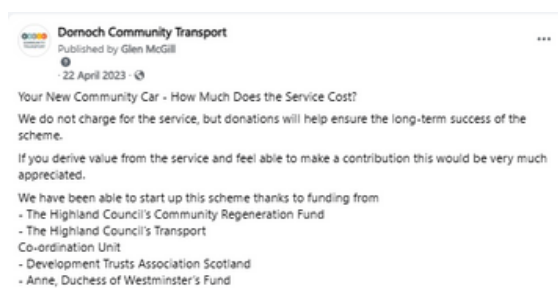 Dornoch Community Transport
Published by Glen McGill
· 22 April 2023 ·
Your New Community Car - How Much Does the Service Cost?
We do not charge for the service, but donations will help ensure the long-term success of the
scheme.
If you derive value from the service and feel able to make a contribution this would be very much
appreciated.
We have been able to start up this scheme thanks to funding from
- The Highland Council's Community Regeneration Fund
- The Highland Council's Transport
Co-ordination Unit
- Development Trusts Association Scotland
- Anne, Duchess of Westminster's Fund